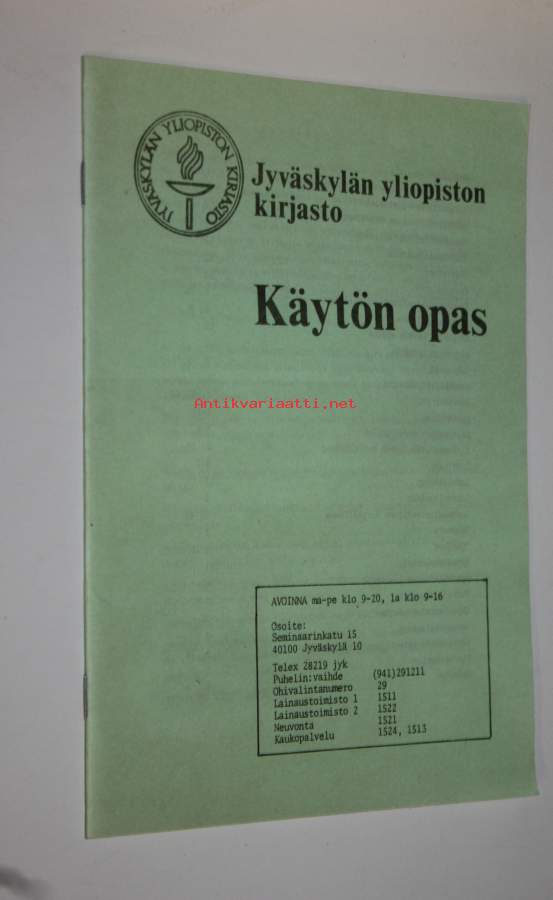 JYVÄSKYLÄN YLIOPISTON KIRJASTO
Jyväskylän yliopiston
kirjasto
Käytön opas
Antikvariaatti.net
AVOINNA ma-pe klo 9-20, la klo 9-16
Osoite:
Seminaarinkatu 15
40100 Jyväskylä 10
Telex 28219 jyk
Puhelin:vaihde (941)291211
Ohivalintanumero 29
Lainaustoimisto 1 1511
Lainaustoimisto 2 1522
Neuvonta 1521
Kaukopalvelu 1524, 1513